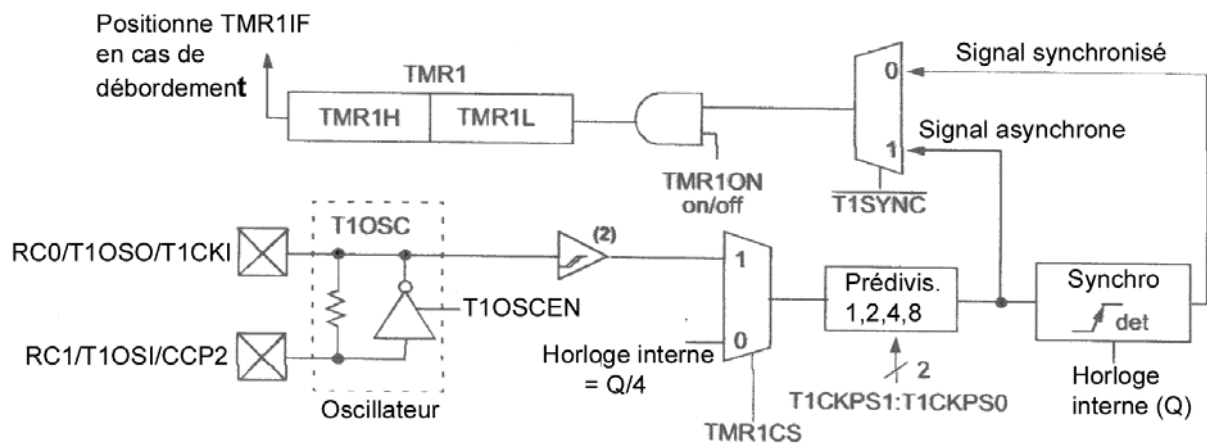 Positionne TMR1IF
en cas de
débordement
TMR1
TMR1H
TMR1L
0
Signal synchronisé
Signal asynchrone
1
TMR1ON
on/off
T1SYNC
T1OSC
(2)
RC0/T1OSO/T1CKI
1
Prédivis.
1,2,4,8
Synchro
det
T1OSCEN
RC1/T1OSI/CCP2
0
Horloge interne
= Q/4
2
Horloge
interne (Q)
Oscillateur
T1CKPS1:T1CKPS0
TMR1CS